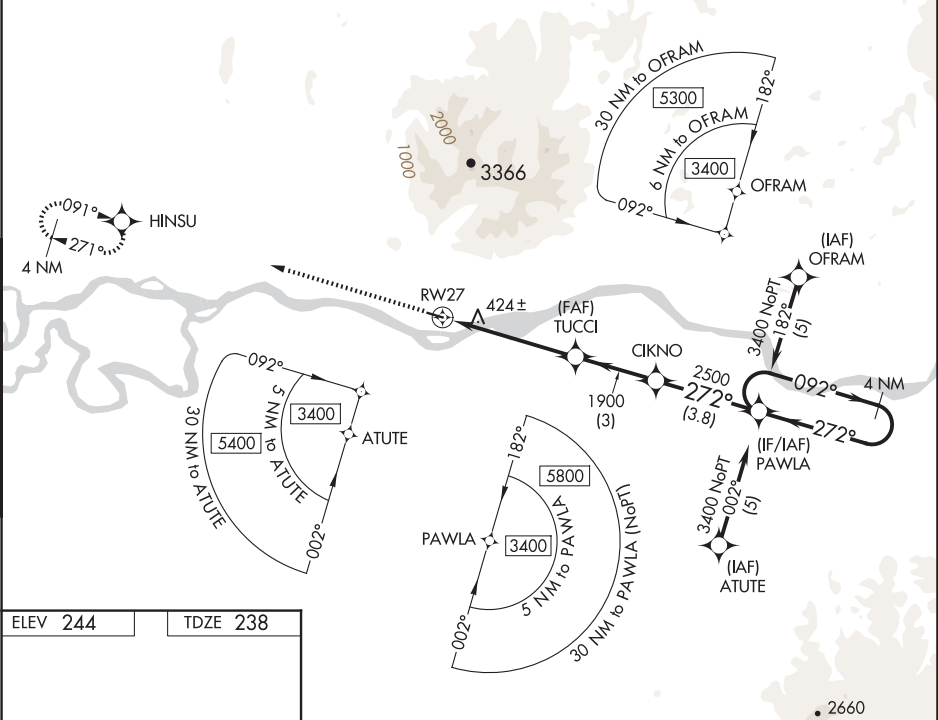 30 NM to OFRAM
5300
182°
6 NM to OFRAM
3400
092°
OFRAM
2000
1000
3366
091°
271°
4 NM
HINSU
(IAF)
OFRAM
3400 NoPT
182°
(5)
RW27
424±
(FAF)
TUCCI
CIKNO
1900
(3)
2500
272°
(3.8)
092°
4 NM
272°
(IF/IAF)
PAWLA
3400 NoPT
002°
(5)
(IAF)
ATUTE
092°
5 NM to ATUTE
3400
5400
30 NM to ATUTE
ATUTE
002°
182°
5800
PAWLA
3400
5 NM to PAWLA
30 NM to PAWLA (NoPT)
002°
ELEV 244
TDZE 238
2660